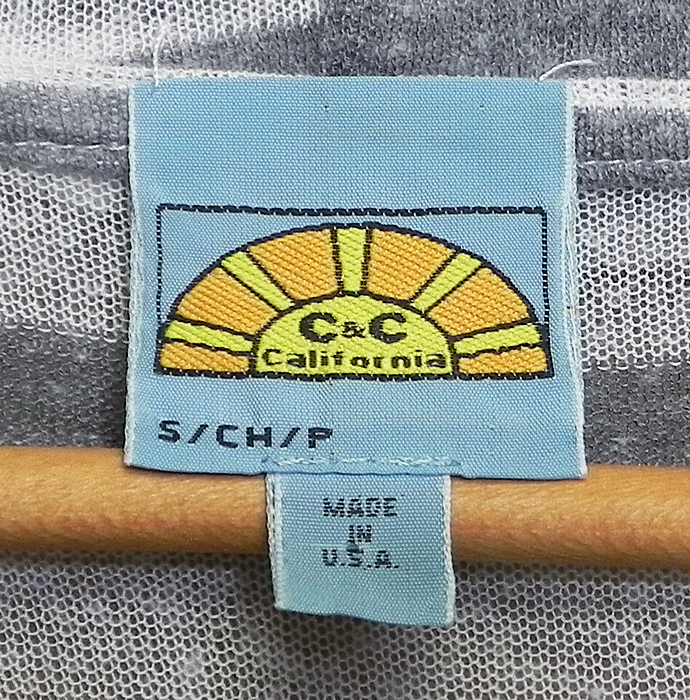 C&C
California
S/CH/P
MADE
IN
U.S.A.